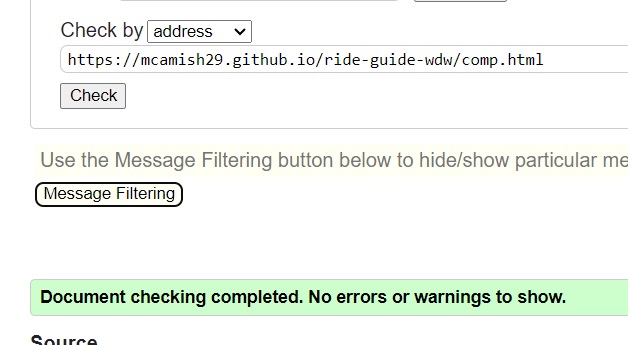 Check by address
https://mcamish29.github.io/ride-guide-wdw/comp.html
Check
Use the Message Filtering button below to hide/show particular me
Message Filtering
Document checking completed. No errors or warnings to show.
Source